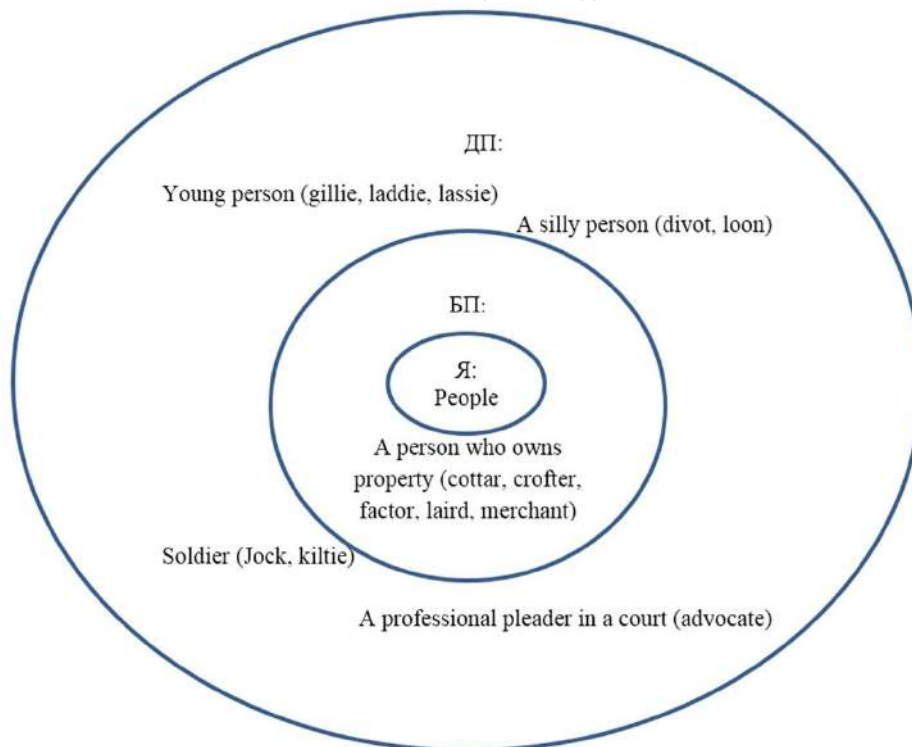 ДП:
Young person (gillie, laddie, lassie)
A silly person (divot, loon)
БП:
Я:
People
A person who owns
property (cottar, crofter,
factor, laird, merchant)
Soldier (Jock, kiltie)
A professional pleader in a court (advocate)